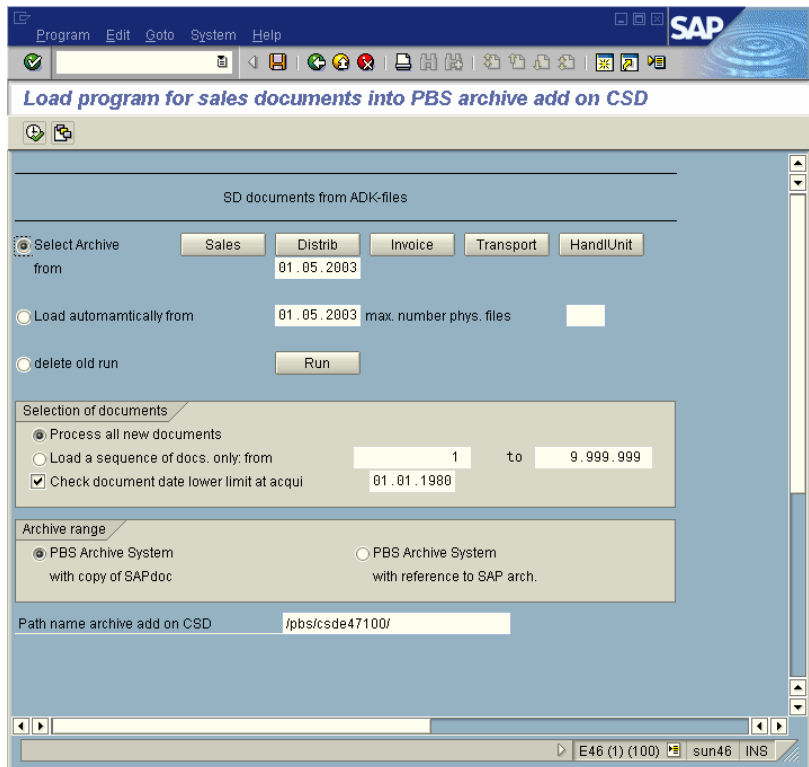 Program Edit Goto System Help
SAP
Load program for sales documents into PBS archive add on CSD
SD documents from ADK-files
Select Archive Sales Distrib Invoice Transport HandlUnit
from 01.05.2003
Load automamtically from 01.05.2003 max. number phys. files
delete old run Run
Selection of documents
Process all new documents
Load a sequence of docs. only: from 1 to 9.999.999
Check document date lower limit at acqui 01.01.1980
Archive range
PBS Archive System PBS Archive System
with copy of SAPdoc with reference to SAP arch.
Path name archive add on CSD /pbs/csde47100/
E46 (1) (100) sun46 INS